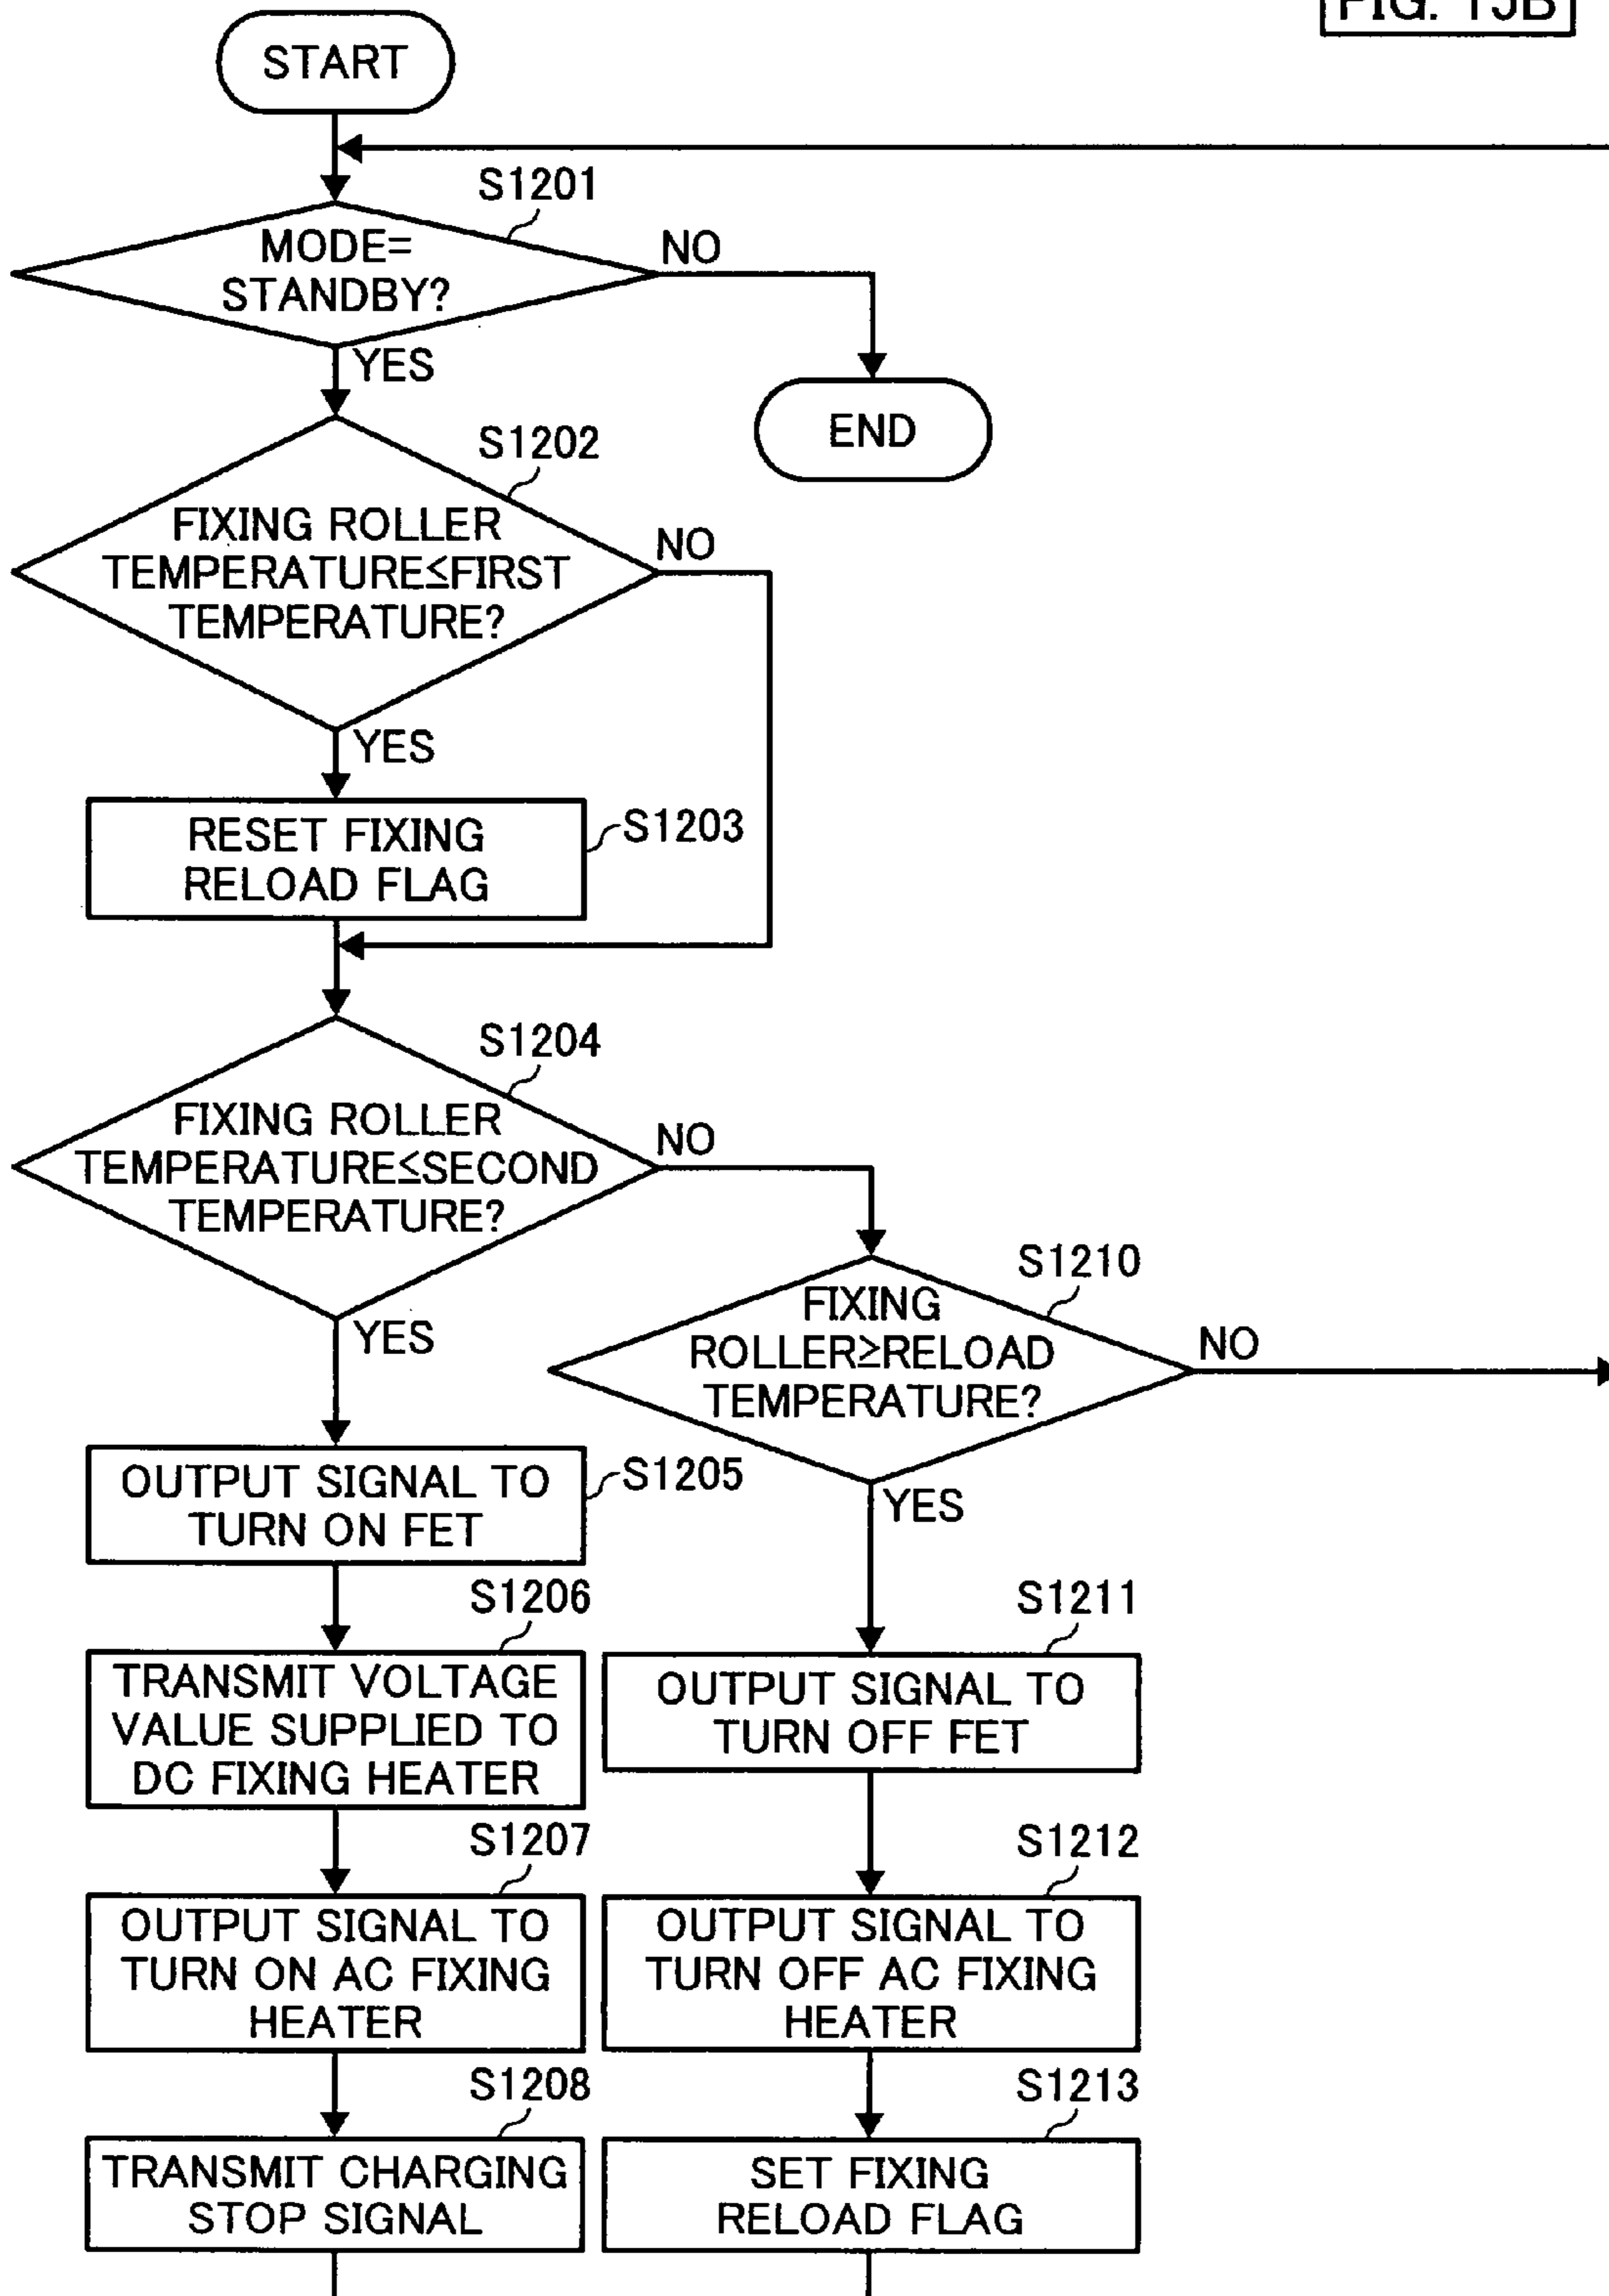 START
S1201
MODE=
STANDBY?
NO
YES
END
S1202
FIXING ROLLER
TEMPERATURE≤FIRST
TEMPERATURE?
NO
YES
RESET FIXING
RELOAD FLAG
S1203
S1204
FIXING ROLLER
TEMPERATURE≤SECOND
TEMPERATURE?
NO
YES
S1210
FIXING
ROLLER≥RELOAD
TEMPERATURE?
NO
YES
OUTPUT SIGNAL TO
TURN ON FET
S1205
S1206
TRANSMIT VOLTAGE
VALUE SUPPLIED TO
DC FIXING HEATER
S1207
OUTPUT SIGNAL TO
TURN ON AC FIXING
HEATER
S1208
TRANSMIT CHARGING
STOP SIGNAL
S1211
OUTPUT SIGNAL TO
TURN OFF FET
S1212
OUTPUT SIGNAL TO
TURN OFF AC FIXING
HEATER
S1213
SET FIXING
RELOAD FLAG